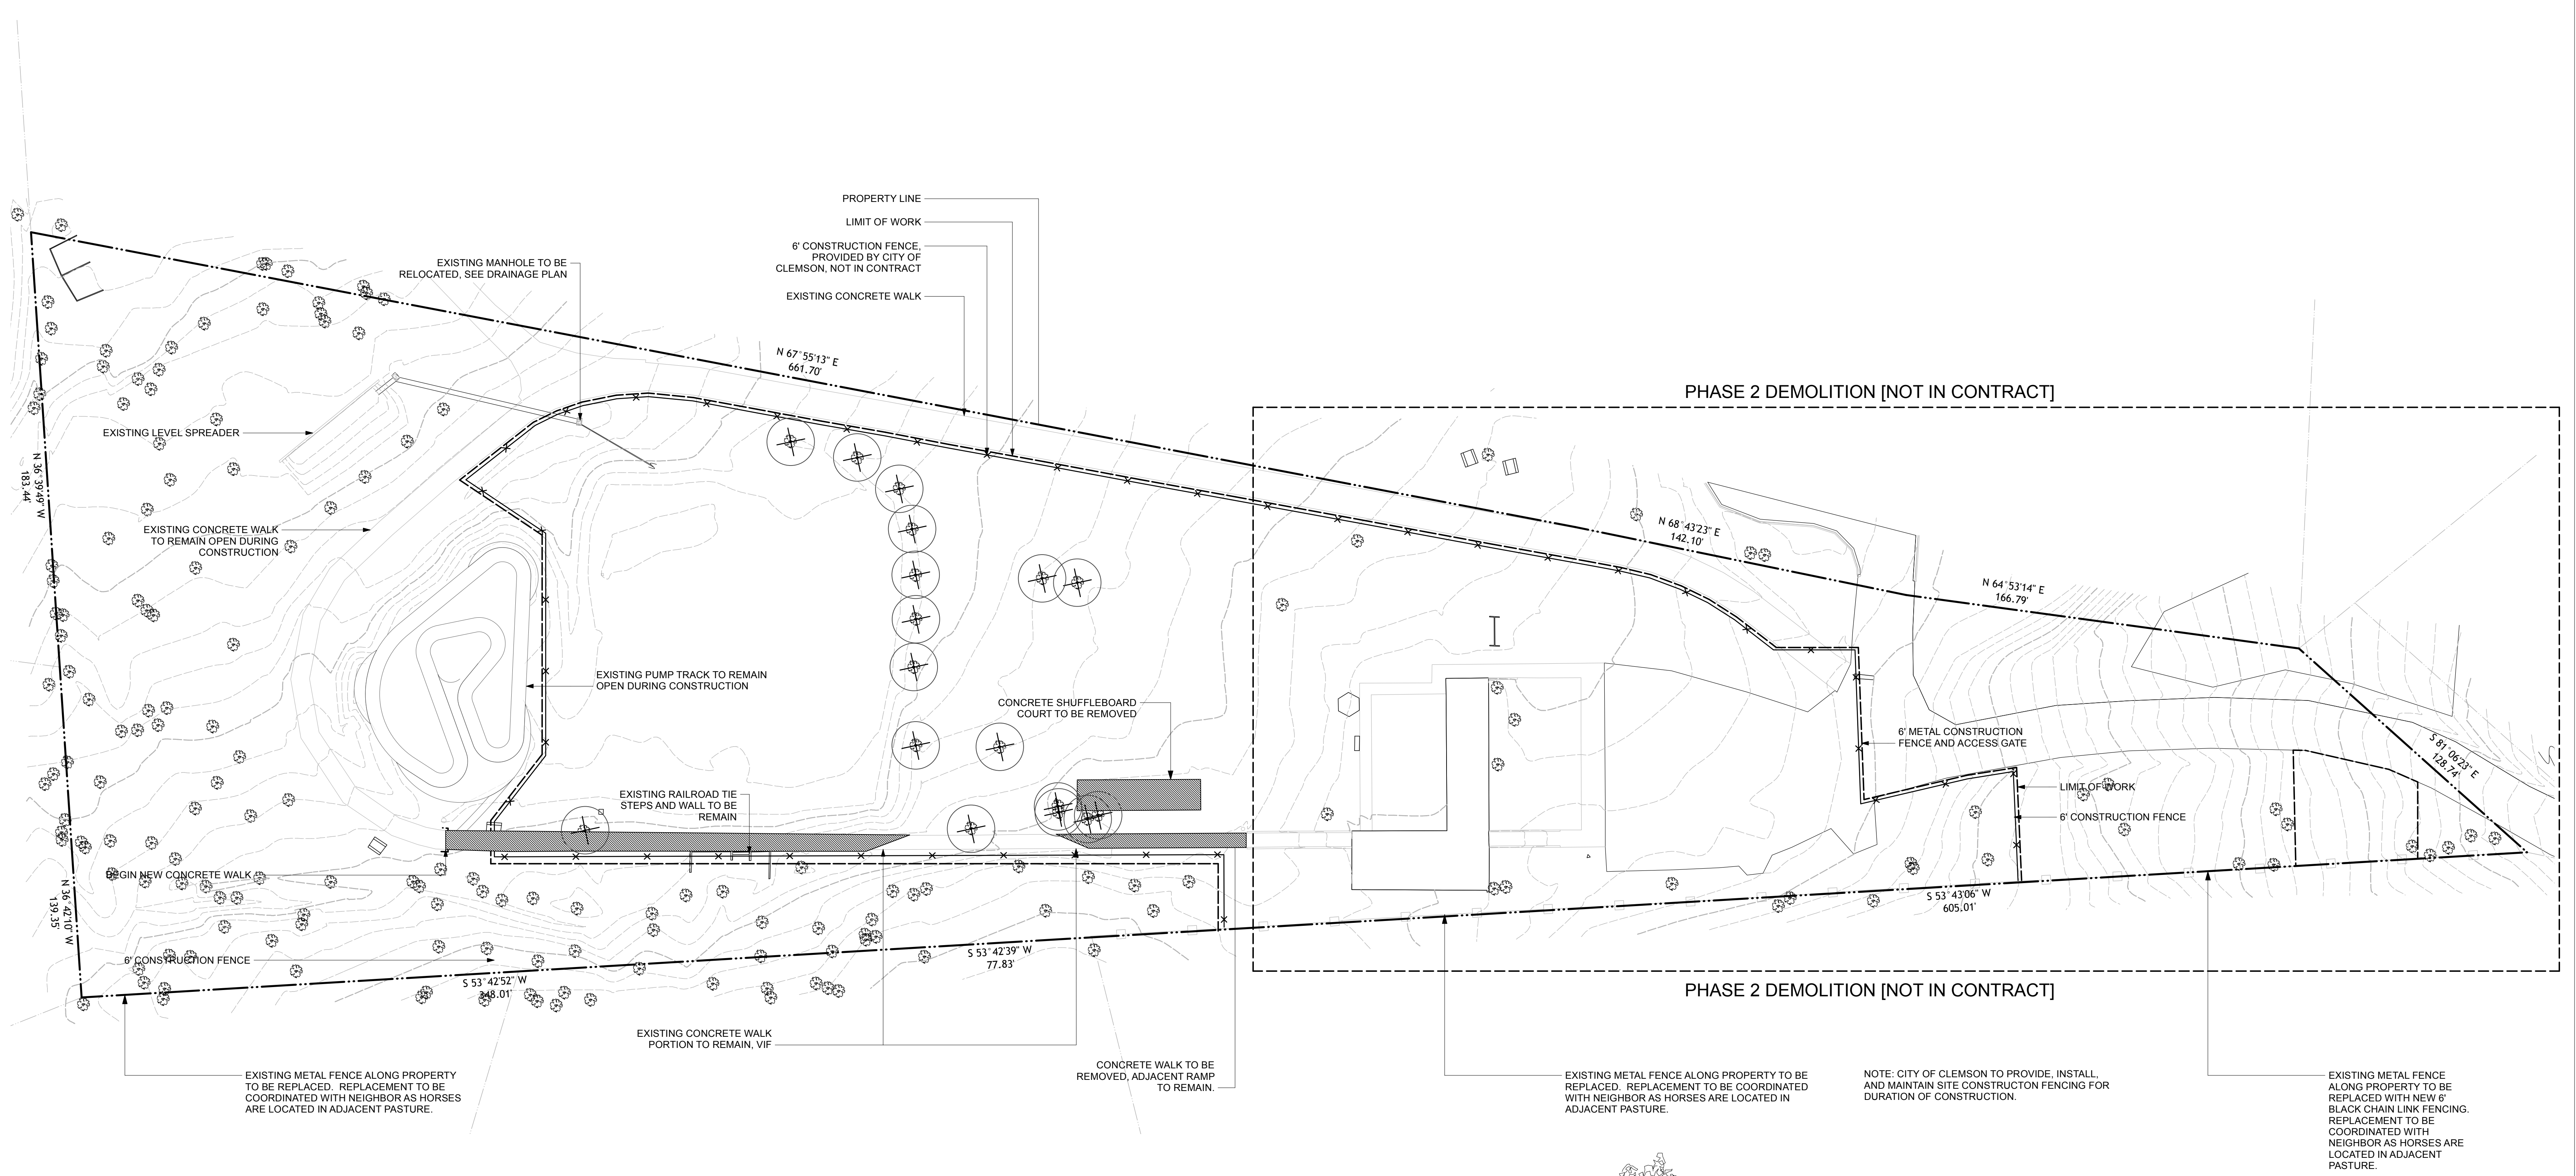 PROPERTY LINE
LIMIT OF WORK
6' CONSTRUCTION FENCE,
PROVIDED BY CITY OF
CLEMSON, NOT IN CONTRACT
EXISTING CONCRETE WALK
EXISTING MANHOLE TO BE
RELOCATED, SEE DRAINAGE PLAN
N 67°55'13" E
661.70'
PHASE 2 DEMOLITION [NOT IN CONTRACT]
EXISTING LEVEL SPREADER
N 36°39'49" W
183.44'
EXISTING CONCRETE WALK
TO REMAIN OPEN DURING
CONSTRUCTION
N 68°43'23" E
142.10'
N 64°53'14" E
166.79'
EXISTING PUMP TRACK TO REMAIN
OPEN DURING CONSTRUCTION
CONCRETE SHUFFLEBOARD
COURT TO BE REMOVED
6' METAL CONSTRUCTION
FENCE AND ACCESS GATE
S 81°06'23" E
128.74'
EXISTING RAILROAD TIE
STEPS AND WALL TO BE
REMAIN
LIMIT OF WORK
6' CONSTRUCTION FENCE
BEGIN NEW CONCRETE WALK
N 36°42'10" W
139.35'
S 53°43'06" W
605.01'
6' CONSTRUCTION FENCE
S 53°42'39" W
77.83'
S 53°42'52" W
348.01'
PHASE 2 DEMOLITION [NOT IN CONTRACT]
EXISTING CONCRETE WALK
PORTION TO REMAIN, VIF
CONCRETE WALK TO BE
REMOVED, ADJACENT RAMP
TO REMAIN.
EXISTING METAL FENCE ALONG PROPERTY
TO BE REPLACED. REPLACEMENT TO BE
COORDINATED WITH NEIGHBOR AS HORSES
ARE LOCATED IN ADJACENT PASTURE.
EXISTING METAL FENCE ALONG PROPERTY TO BE
REPLACED. REPLACEMENT TO BE COORDINATED
WITH NEIGHBOR AS HORSES ARE LOCATED IN
ADJACENT PASTURE.
NOTE: CITY OF CLEMSON TO PROVIDE, INSTALL,
AND MAINTAIN SITE CONSTRUCTON FENCING FOR
DURATION OF CONSTRUCTION.
EXISTING METAL FENCE
ALONG PROPERTY TO BE
REPLACED WITH NEW 6'
BLACK CHAIN LINK FENCING.
REPLACEMENT TO BE
COORDINATED WITH
NEIGHBOR AS HORSES ARE
LOCATED IN ADJACENT
PASTURE.